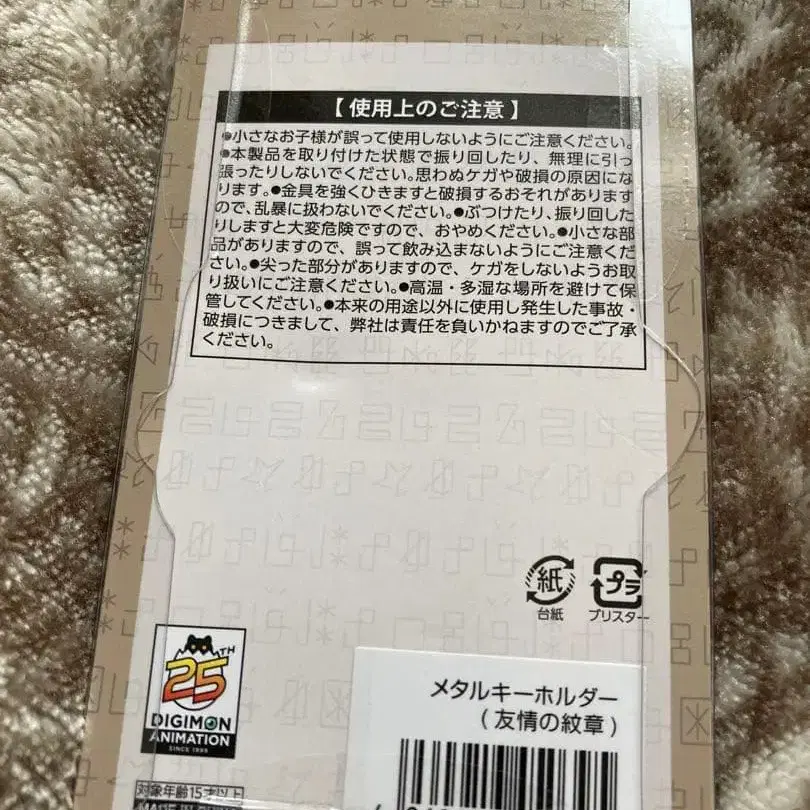 【使用上のご注意】
●小さなお子様が誤って使用しないようにご注意ください。
●本製品を取り付けた状態で振り回したり、無理に引っ
張ったりしないでください。思わぬケガや破損の原因にな
ります。●金具を強くひきますと破損するおそれがあります
ので、乱暴に扱わないでください。●ぶつけたり、振り回した
りしますと大変危険ですので、おやめください。●小さな部
品がありますので、誤って飲み込まないようにご注意くださ
い。●尖った部分がありますので、ケガをしないようお取
り扱いにご注意ください。●高温・多湿な場所を避けて保
管してください。●本来の用途以外に使用し発生した事故・
破損につきまして、弊社は責任を負いかねますのでご了承
ください。
紙
プラ
台紙
ブリスター
25TH
DIGIMON
ANIMATION
SINCE 1999
メタルキーホルダー
(友情の紋章)
対象年齢15才以上